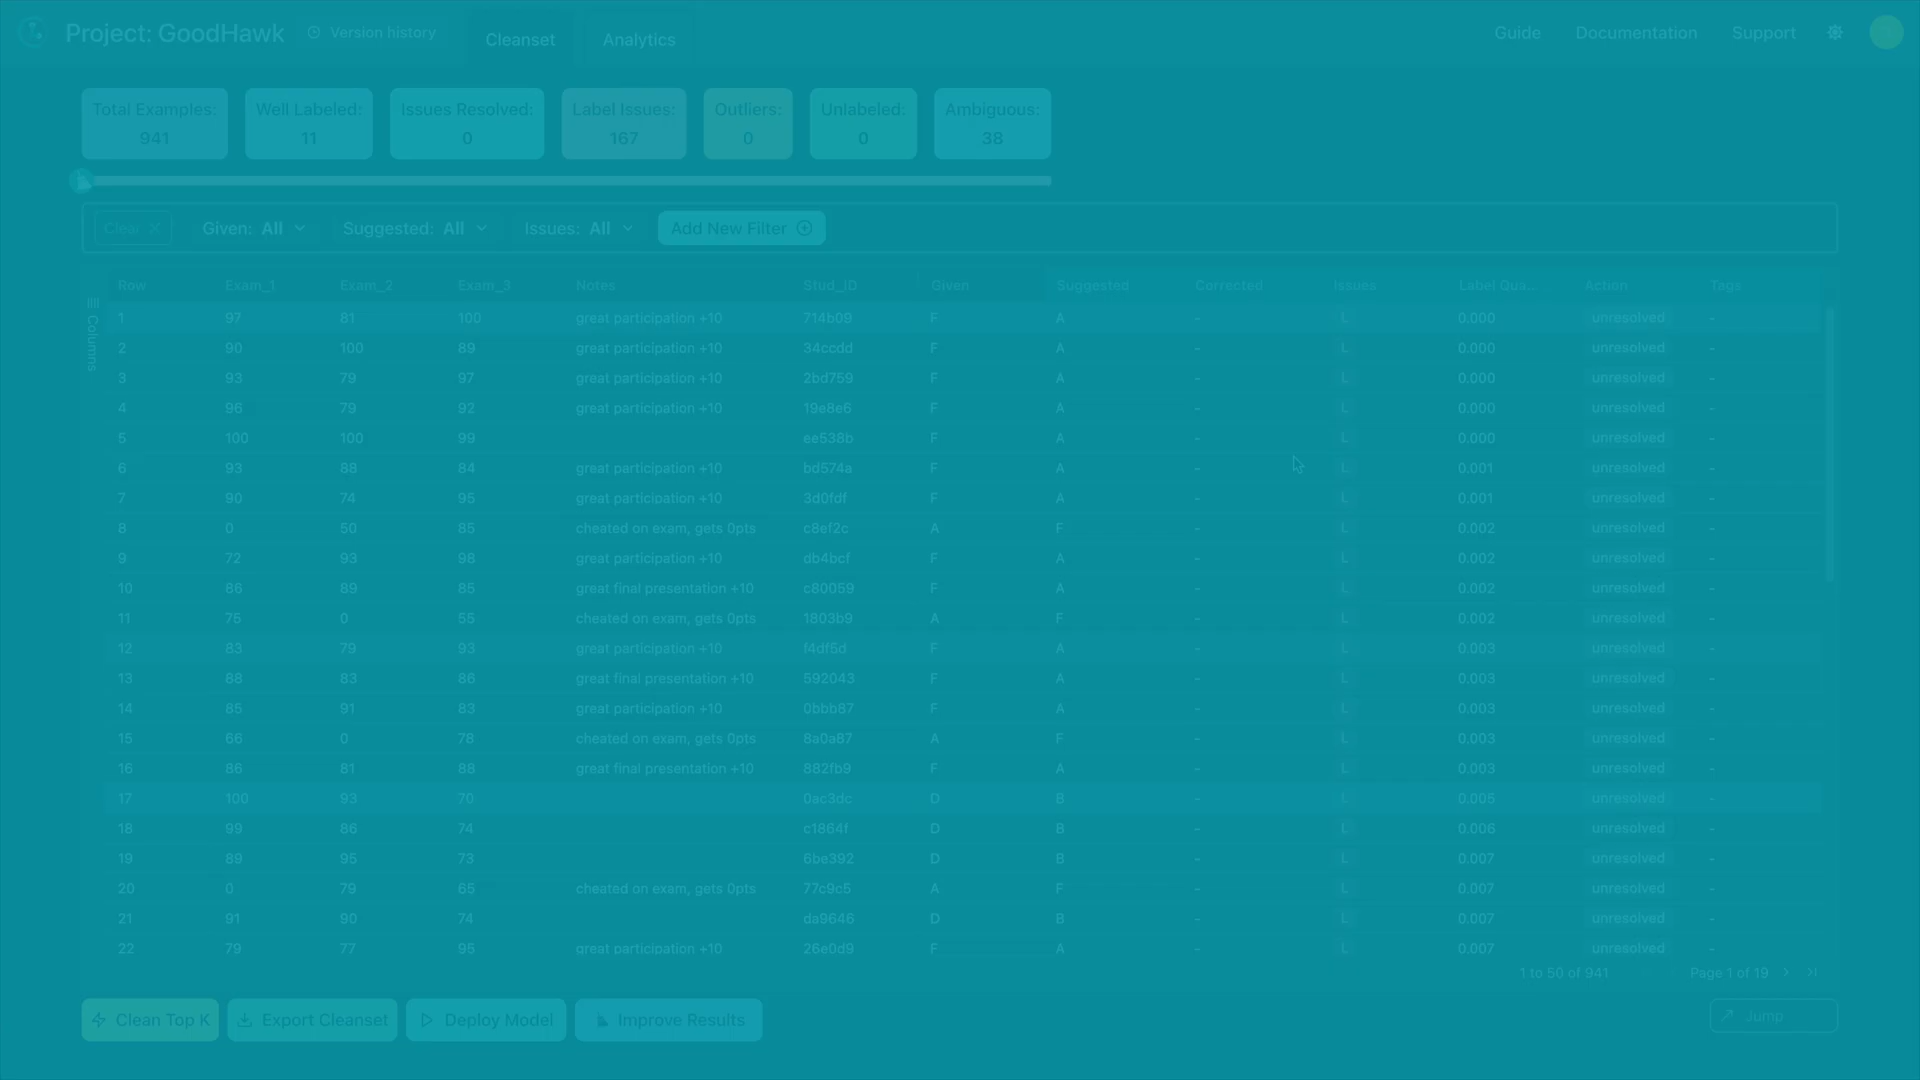 Project: GoodHawk Version history Cleanset Analytics Guide Documentation Support
Total Examples: Well Labeled: Issues Resolved: Label Issues: Outliers: Unlabeled: Ambiguous:
941 11 0 167 0 0 38
Clear X Given: All Suggested: All Issues: All Add New Filter
Columns
Row Exam_1 Exam_2 Exam_3 Notes Stud_ID Given Suggested Corrected Issues Label Qua... Action Tags
1 97 81 100 great participation +10 714b09 F A - L 0.000 unresolved -
2 90 100 89 great participation +10 34ccdd F A - L 0.000 unresolved -
3 93 79 97 great participation +10 2bd759 F A - L 0.000 unresolved -
4 96 79 92 great participation +10 19e8e6 F A - L 0.000 unresolved -
5 100 100 99 ee538b F A - L 0.000 unresolved -
6 93 88 84 great participation +10 bd574a F A - L 0.001 unresolved -
7 90 74 95 great participation +10 3d0fdf F A - L 0.001 unresolved -
8 0 50 85 cheated on exam, gets 0pts c8ef2c A F - L 0.002 unresolved -
9 72 93 98 great participation +10 db4bcf F A - L 0.002 unresolved -
10 86 89 85 great final presentation +10 c80059 F A - L 0.002 unresolved -
11 75 0 55 cheated on exam, gets 0pts 1803b9 A F - L 0.002 unresolved -
12 83 79 93 great participation +10 f4df5d F A - L 0.003 unresolved -
13 88 83 86 great final presentation +10 592043 F A - L 0.003 unresolved -
14 85 91 83 great participation +10 0bbb87 F A - L 0.003 unresolved -
15 66 0 78 cheated on exam, gets 0pts 8a0a87 A F - L 0.003 unresolved -
16 86 81 88 great final presentation +10 882fb9 F A - L 0.003 unresolved -
17 100 93 70 0ac3dc D B - L 0.005 unresolved -
18 99 86 74 c1864f D B - L 0.006 unresolved -
19 89 95 73 6be392 D B - L 0.007 unresolved -
20 0 79 65 cheated on exam, gets 0pts 77c9c5 A F - L 0.007 unresolved -
21 91 90 74 da9646 D B - L 0.007 unresolved -
22 79 77 95 great participation +10 26e0d9 F A - L 0.007 unresolved -
1 to 50 of 941 Page 1 of 19
Clean Top K Export Cleanset Deploy Model Improve Results Jump